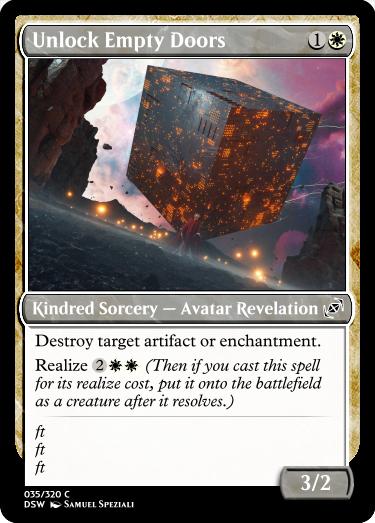 Unlock Empty Doors 1
Kindred Sorcery — Avatar Revelation
Destroy target artifact or enchantment.
Realize 2 (Then if you cast this spell
for its realize cost, put it onto the battlefield
as a creature after it resolves.)
ft
ft
ft
3/2
035/320 C
DSW Samuel Speziali